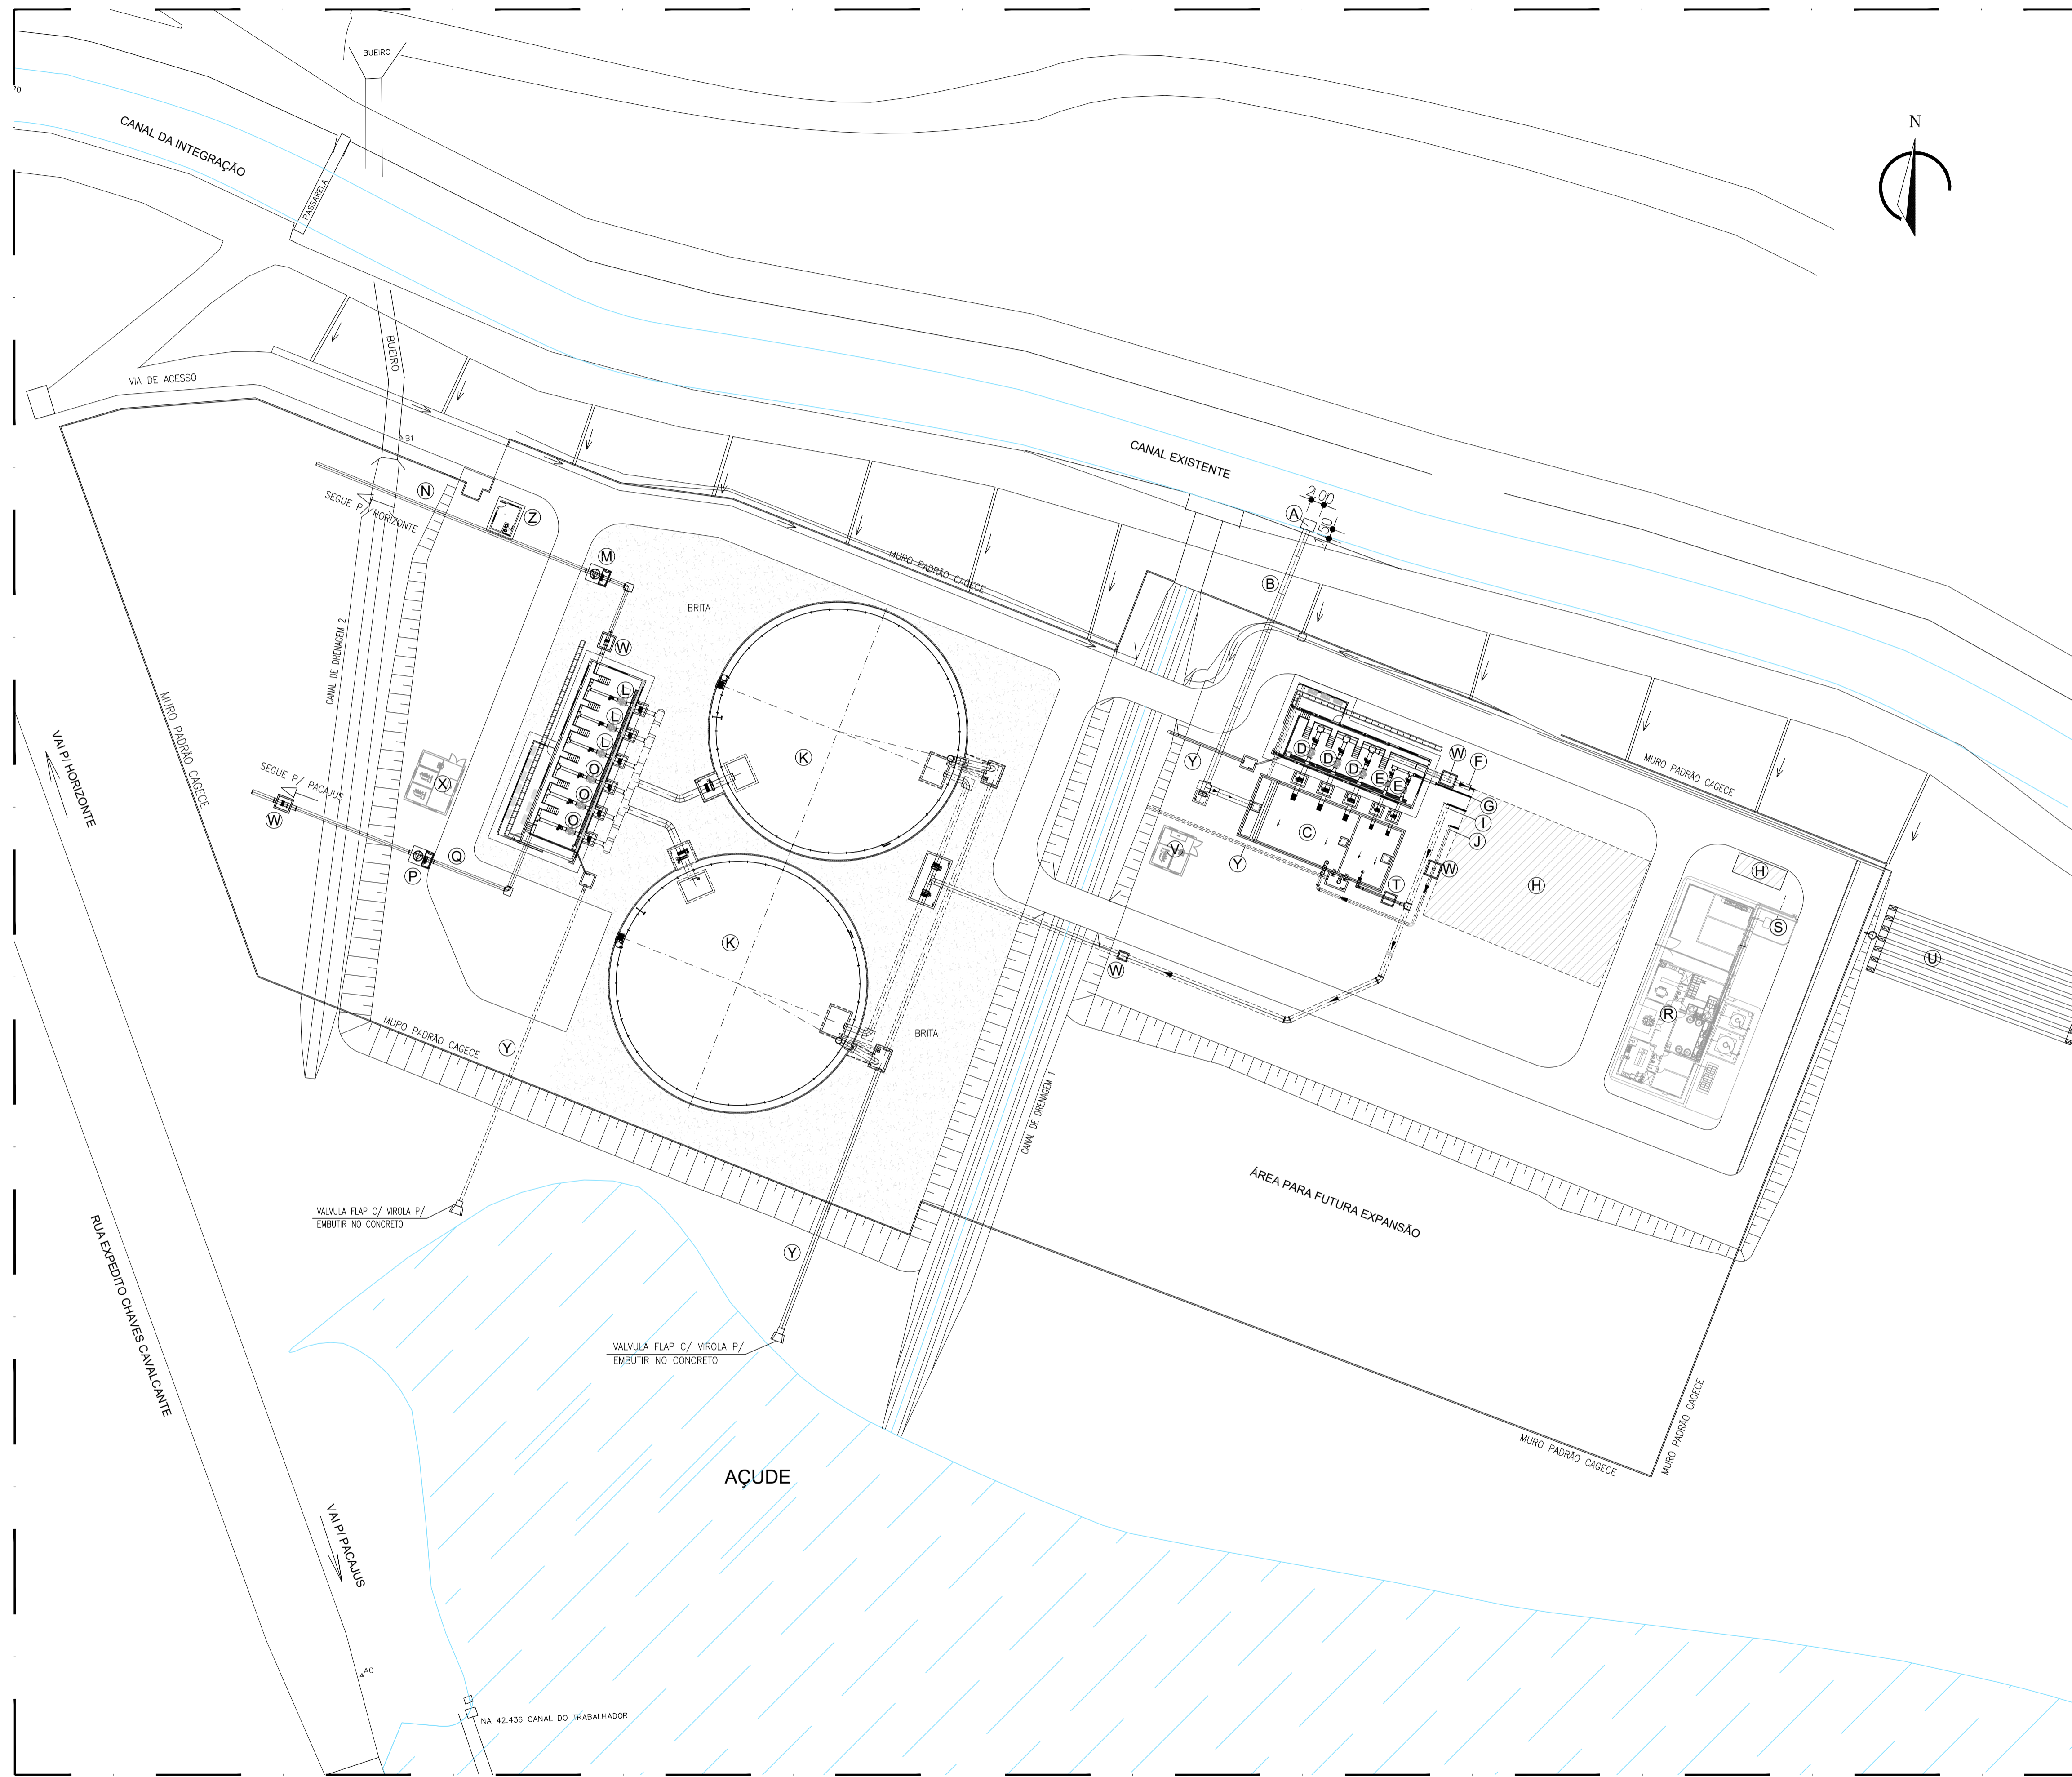 BUEIRO
70
CANAL DA INTEGRAÇÃO
N
PASSARELA
BUEIRO
VIA DE ACESSO
B1
CANAL EXISTENTE
2.00
A
N
SEGUE P/ HORIZONTE
Z
MURO PADRÃO CAGECE
M
B
BRITA
W
CANAL DE DRENAGEM 2
L
L
L
O
O
O
K
Y
D
D
D
E
E
W
F
G
I
J
MURO PADRÃO CAGECE
MURO PADRÃO CAGECE
VAI P/ HORIZONTE
SEGUE P/ PACAJUS
X
W
Q
P
C
V
Y
W
T
H
H
S
K
W
U
R
MURO PADRÃO CAGECE
Y
BRITA
CANAL DE DRENAGEM 1
ÁREA PARA FUTURA EXPANSÃO
VALVULA FLAP C/ VIROLA P/
EMBUTIR NO CONCRETO
Y
RUA EXPEDITO CHAVES CAVALCANTE
VALVULA FLAP C/ VIROLA P/
EMBUTIR NO CONCRETO
MURO PADRÃO CAGECE
MURO PADRÃO CAGECE
AÇUDE
VAI P/ PACAJUS
A0
NA 42.436 CANAL DO TRABALHADOR